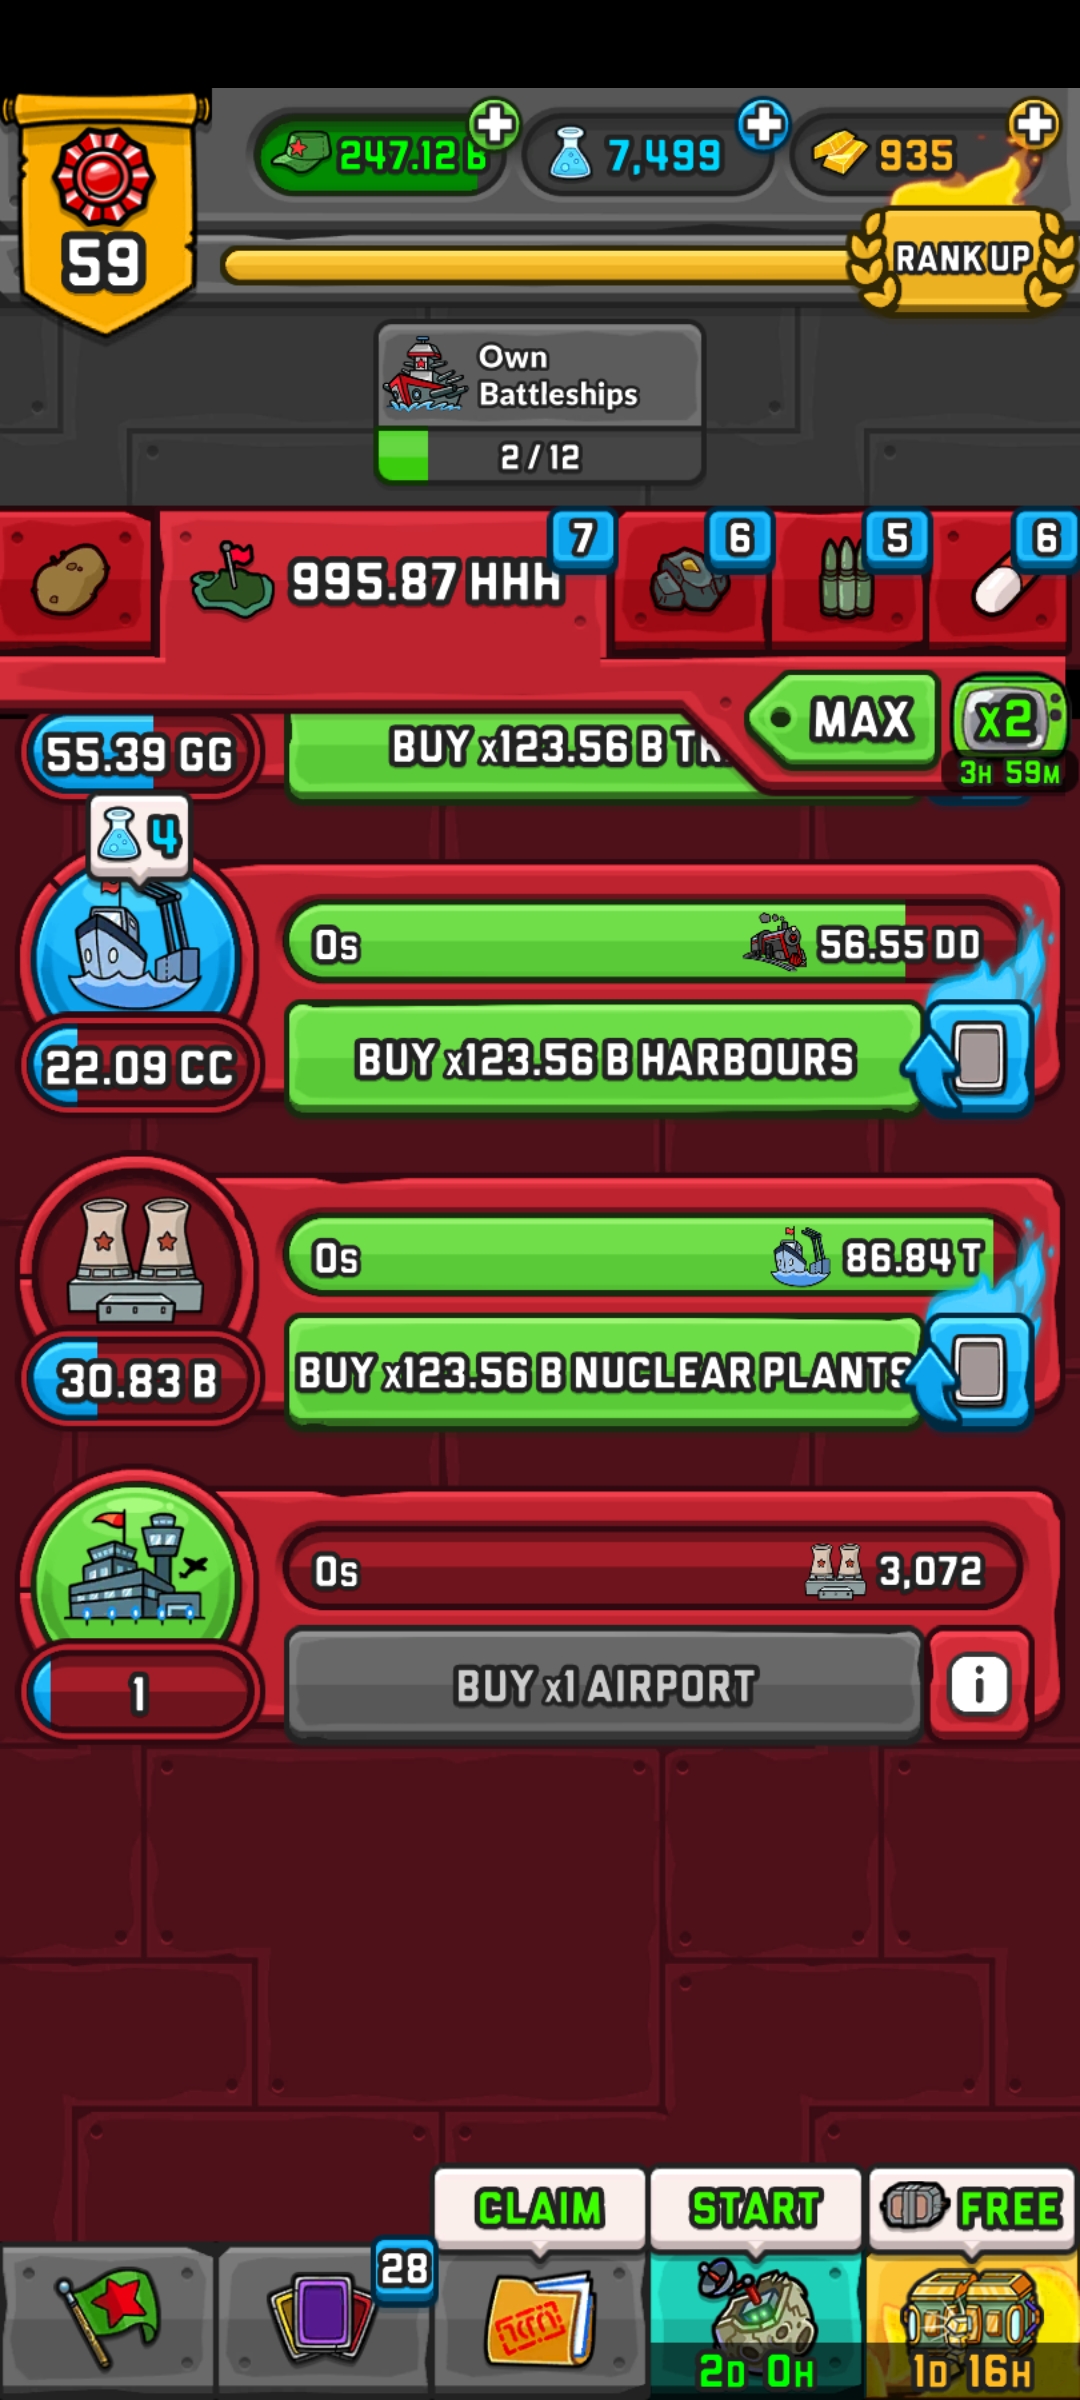 247.12 B
7,499
935
59
RANK UP
Own
Battleships
2 / 12
7
6
5
6
995.87 HHH
MAX
x2
3H 59M
55.39 GG
BUY x123.56 B
4
0s
56.55 DD
22.09 CC
BUY x123.56 B HARBOURS
0s
86.84 T
30.83 B
BUY x123.56 B NUCLEAR PLANTS
0s
3,072
1
BUY x1 AIRPORT
i
CLAIM
START
FREE
28
2D 0H
1D 16H